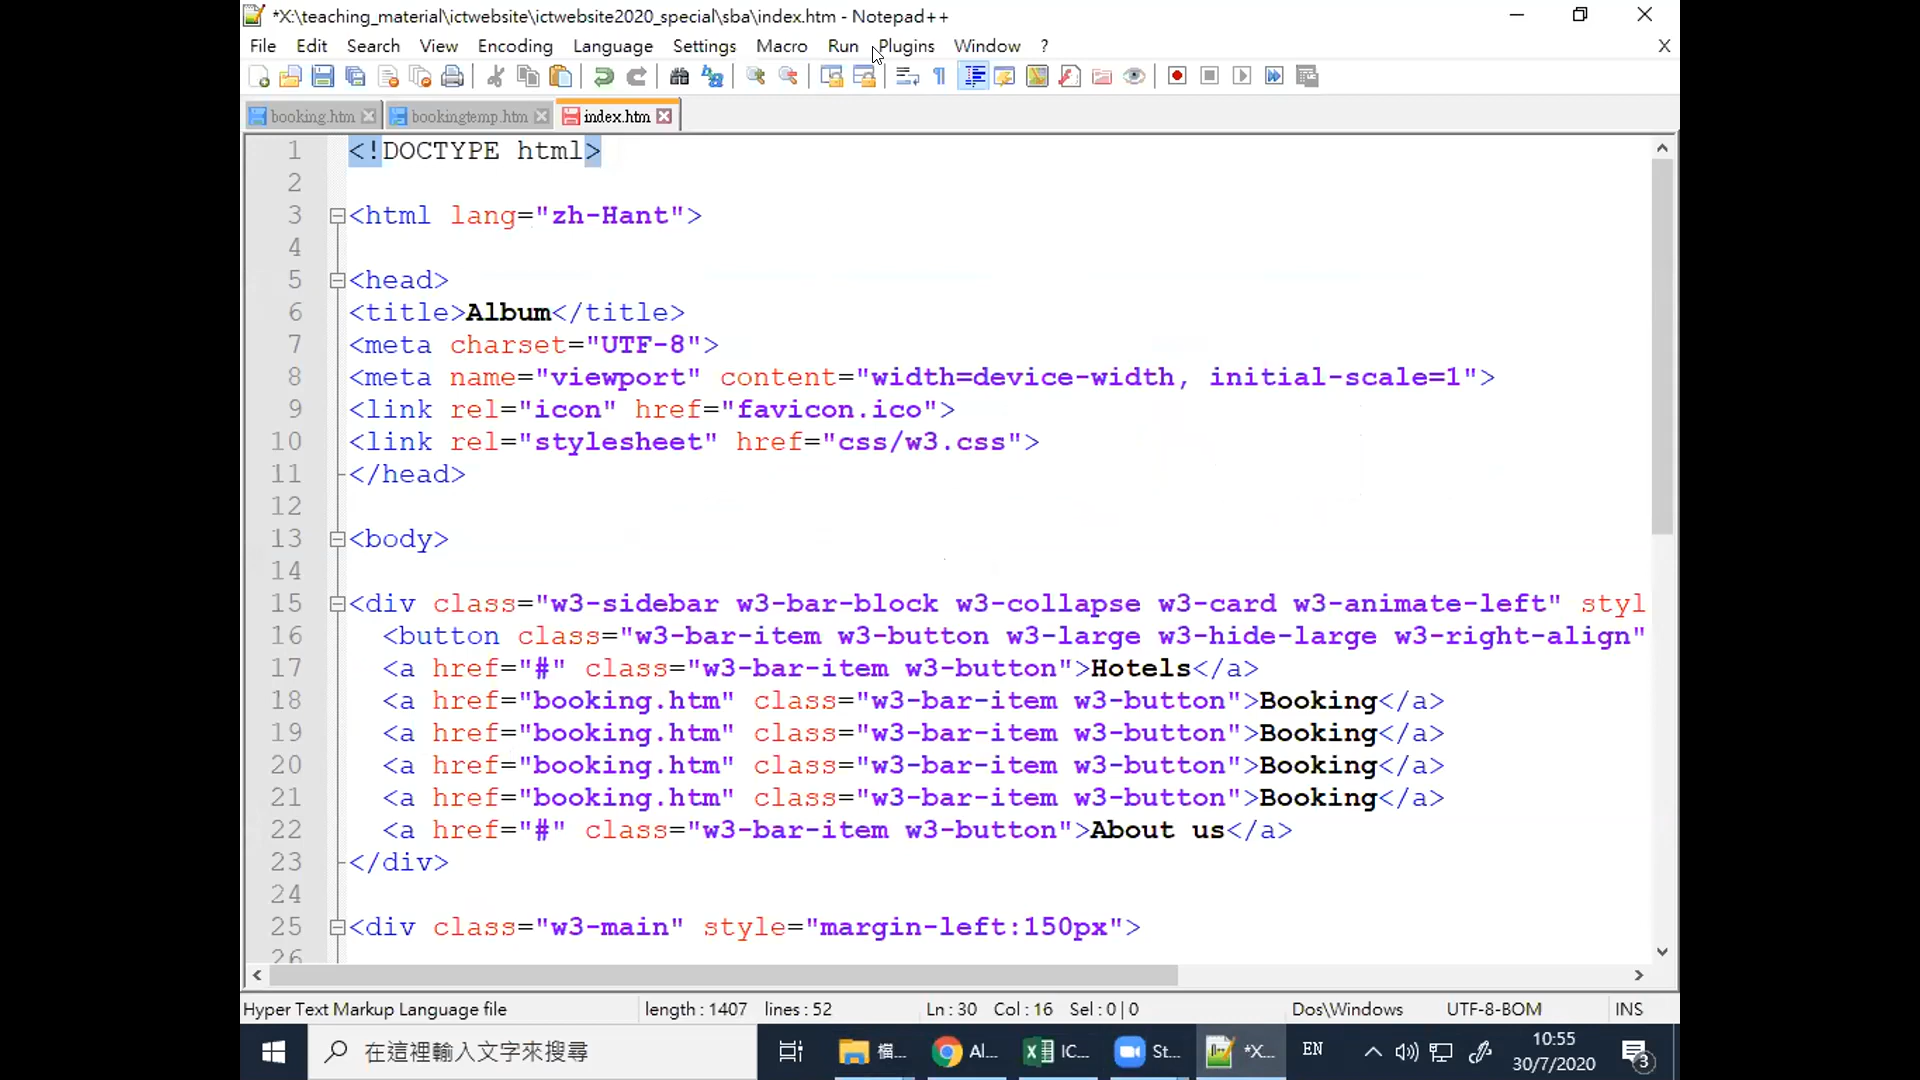 *X:\teaching_material\ictwebsite\ictwebsite2020_special\sba\index.htm - Notepad++
File Edit Search View Encoding Language Settings Macro Run Plugins Window ? X
booking.htm bookingtemp.htm index.htm
1 <!DOCTYPE html>
2
3 <html lang="zh-Hant">
4
5 <head>
6 <title>Album</title>
7 <meta charset="UTF-8">
8 <meta name="viewport" content="width=device-width, initial-scale=1">
9 <link rel="icon" href="favicon.ico">
10 <link rel="stylesheet" href="css/w3.css">
11 </head>
12
13 <body>
14
15 <div class="w3-sidebar w3-bar-block w3-collapse w3-card w3-animate-left" styl
16 <button class="w3-bar-item w3-button w3-large w3-hide-large w3-right-align"
17 <a href="#" class="w3-bar-item w3-button">Hotels</a>
18 <a href="booking.htm" class="w3-bar-item w3-button">Booking</a>
19 <a href="booking.htm" class="w3-bar-item w3-button">Booking</a>
20 <a href="booking.htm" class="w3-bar-item w3-button">Booking</a>
21 <a href="booking.htm" class="w3-bar-item w3-button">Booking</a>
22 <a href="#" class="w3-bar-item w3-button">About us</a>
23 </div>
24
25 <div class="w3-main" style="margin-left:150px">
26
Hyper Text Markup Language file length : 1407 lines : 52 Ln : 30 Col : 16 Sel : 0 | 0 Dos\Windows UTF-8-BOM INS
在這裡輸入文字來搜尋 檔... Al... IC... St... *X... EN 10:55
30/7/2020 3